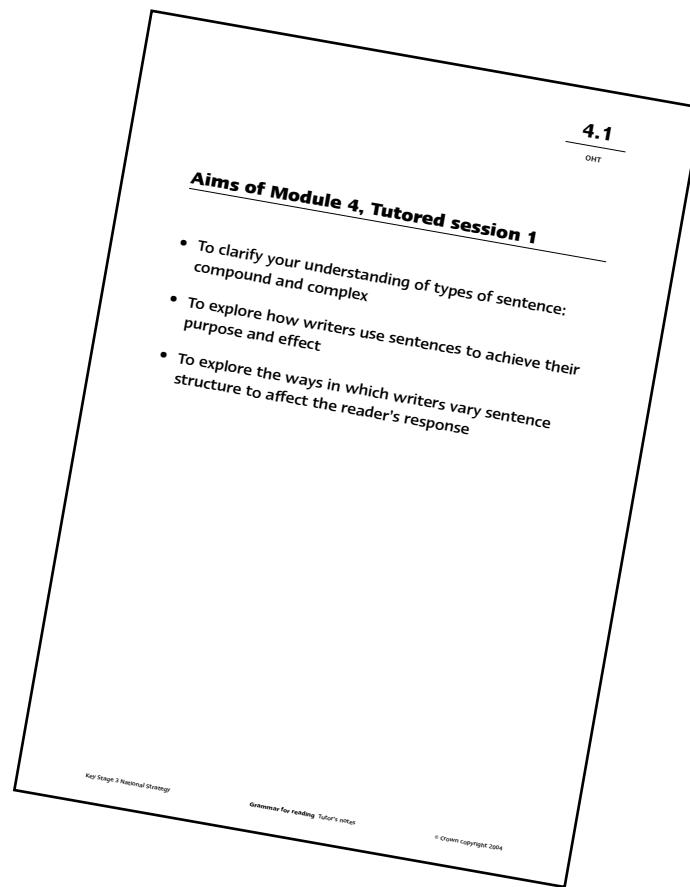 4.1
OHT
Aims of Module 4, Tutored session 1
• To clarify your understanding of types of sentence:
compound and complex
• To explore how writers use sentences to achieve their
purpose and effect
• To explore the ways in which writers vary sentence
structure to affect the reader's response
Key Stage 3 National Strategy
Grammar for reading Tutor's notes
© Crown copyright 2004